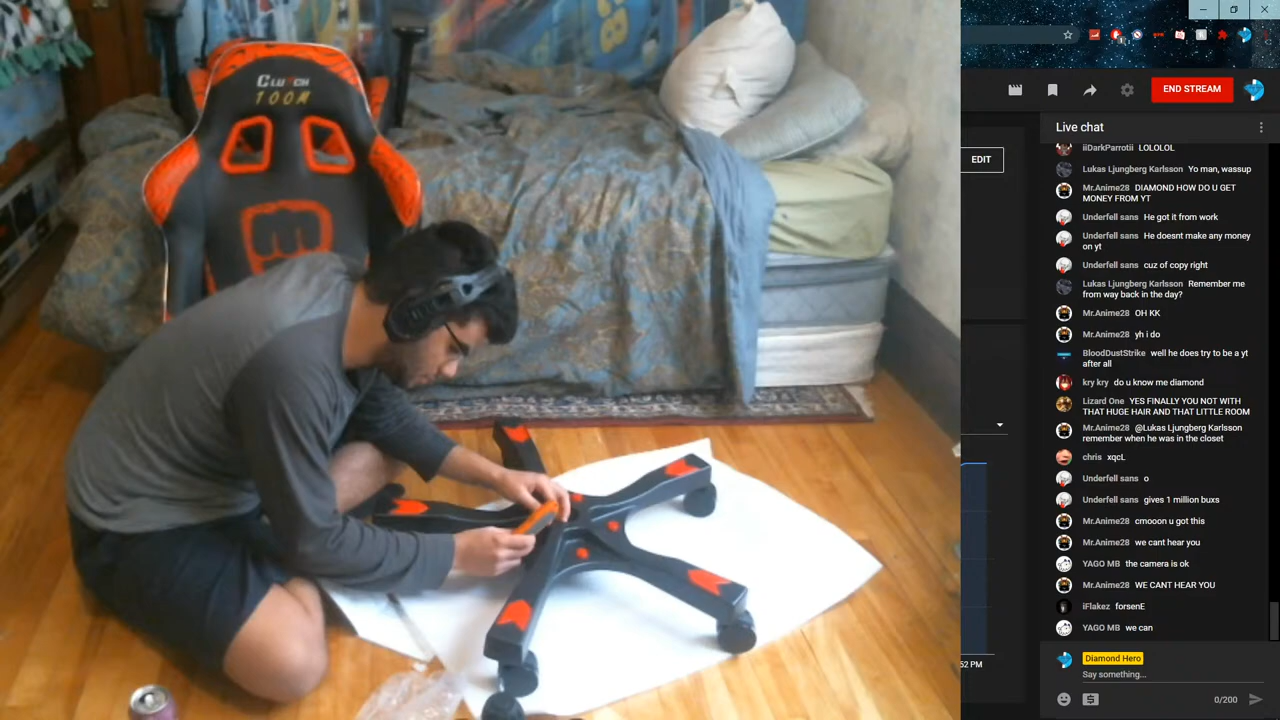 CLUTCH
100M
END STREAM
Live chat
EDIT
iiDarkParrotii LOLOLOL
Lukas Ljungberg Karlsson Yo man, wassup
Mr.Anime28 DIAMOND HOW DO U GET
MONEY FROM YT
Underfell sans He got it from work
Underfell sans He doesnt make any money
on yt
Underfell sans cuz of copy right
Lukas Ljungberg Karlsson Remember me
from way back in the day?
Mr.Anime28 OH KK
Mr.Anime28 yh i do
BloodDustStrike well he does try to be a yt
after all
kry kry do u know me diamond
Lizard One YES FINALLY YOU NOT WITH
THAT HUGE HAIR AND THAT LITTLE ROOM
Mr.Anime28 @Lukas Ljungberg Karlsson
remember when he was in the closet
chris xqcL
Underfell sans o
Underfell sans gives 1 million buxs
Mr.Anime28 cmooon u got this
Mr.Anime28 we cant hear you
YAGO MB the camera is ok
Mr.Anime28 WE CANT HEAR YOU
iFlakez forsenE
YAGO MB we can
52 PM
Diamond Hero
Say something...
0/200